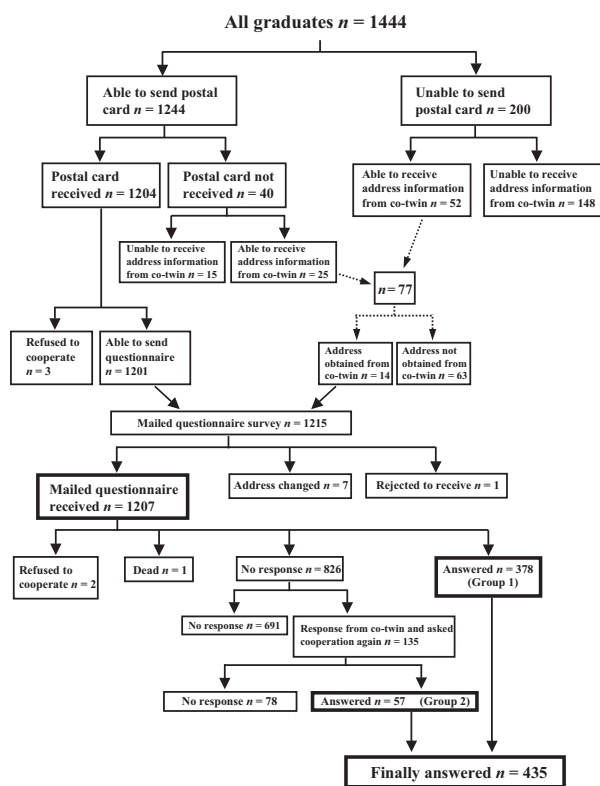 All graduates n = 1444
Able to send postal
card n = 1244
Unable to send
postal card n = 200
Postal card
received n = 1204
Postal card not
received n = 40
Able to receive
address information
from co-twin n = 52
Unable to receive
address information
from co-twin n = 148
Unable to receive
address information
from co-twin n = 15
Able to receive
address information
from co-twin n = 25
n = 77
Refused to
cooperate
n = 3
Able to send
questionnaire
n = 1201
Address
obtained from
co-twin n = 14
Address not
obtained from
co-twin n = 63
Mailed questionnaire survey n = 1215
Mailed questionnaire
received n = 1207
Address changed n = 7
Rejected to receive n = 1
Refused to
cooperate n = 2
Dead n = 1
No response n = 826
Answered n = 378
(Group 1)
No response n = 691
Response from co-twin and asked
cooperation again n = 135
No response n = 78
Answered n = 57 (Group 2)
Finally answered n = 435